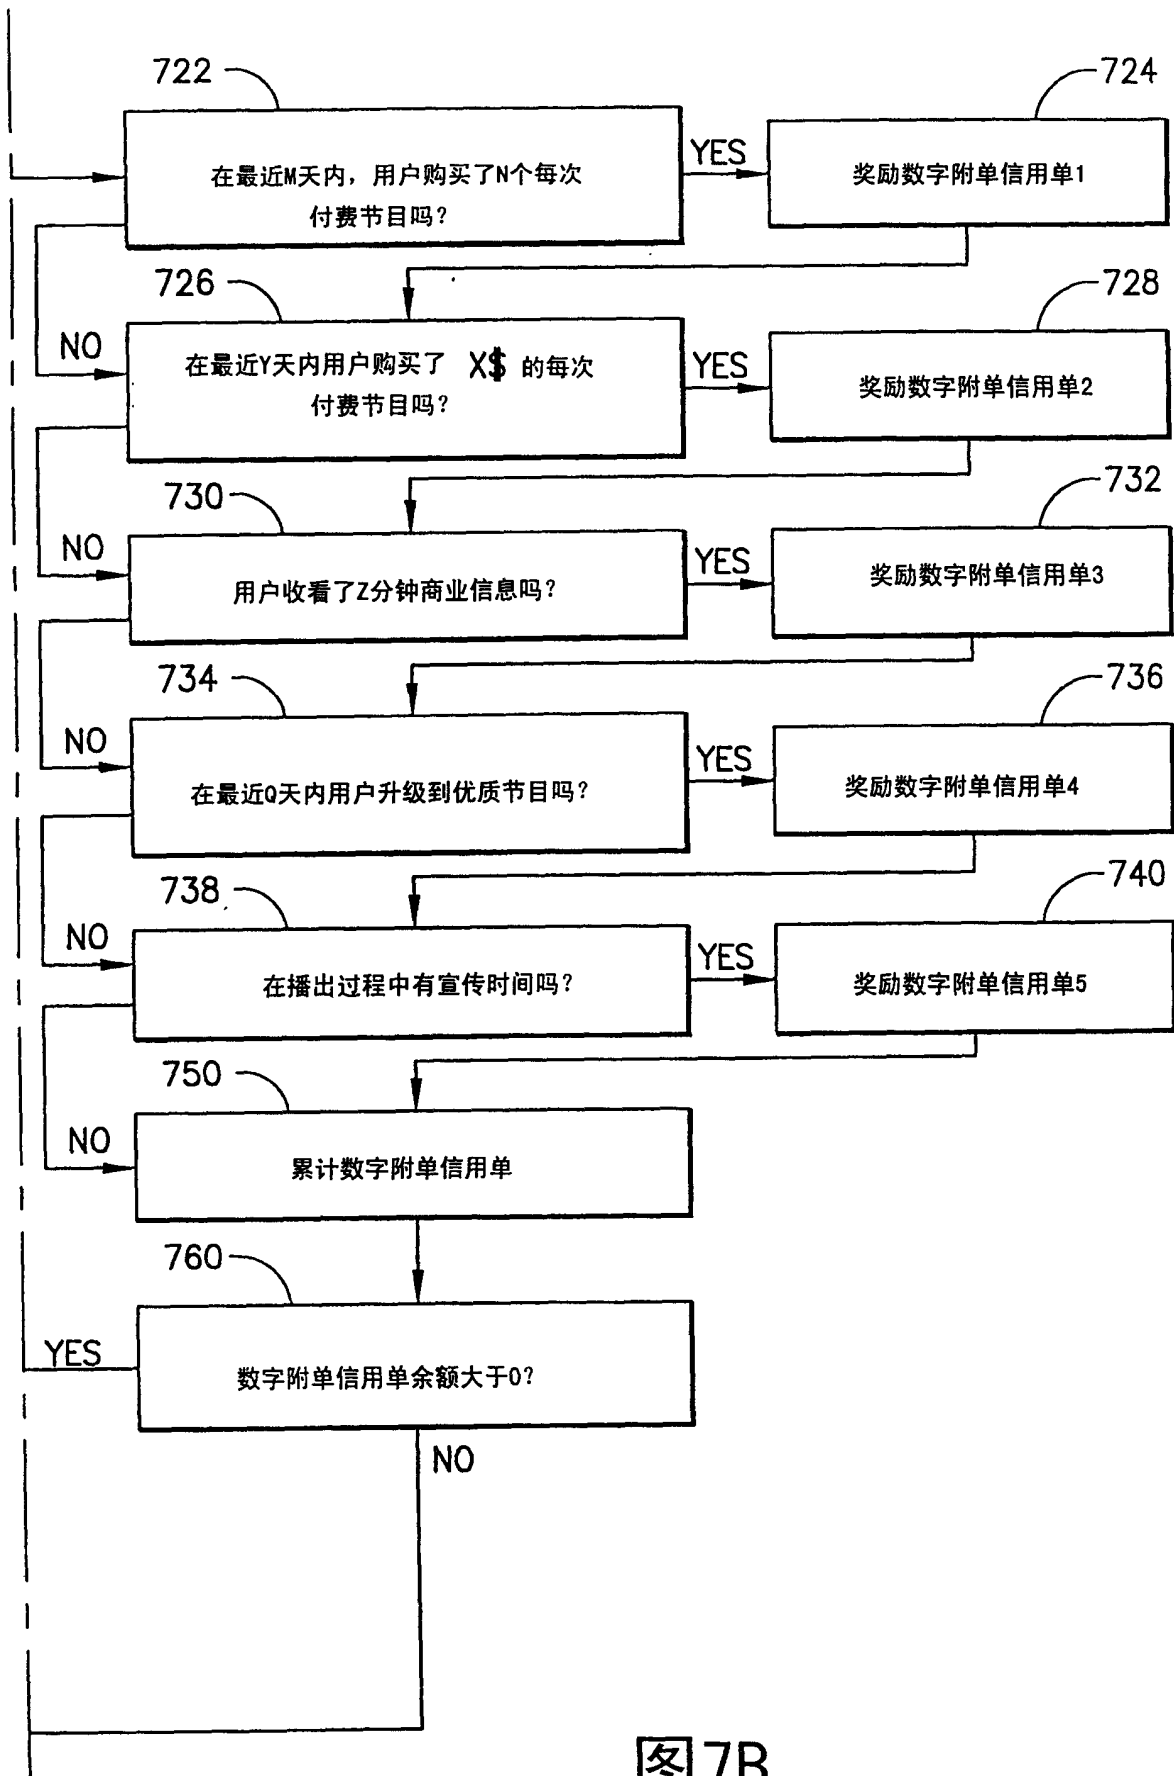 722
724
在最近M天内，用户购买了N个每次
付费节目吗？
YES
奖励数字附单信用单1
726
728
NO
在最近Y天内用户购买了 X$ 的每次
付费节目吗？
YES
奖励数字附单信用单2
730
732
NO
用户收看了Z分钟商业信息吗？
YES
奖励数字附单信用单3
734
736
NO
在最近Q天内用户升级到优质节目吗？
YES
奖励数字附单信用单4
738
740
NO
在播出过程中有宣传时间吗？
YES
奖励数字附单信用单5
750
NO
累计数字附单信用单
760
YES
数字附单信用单余额大于0？
NO
图7B